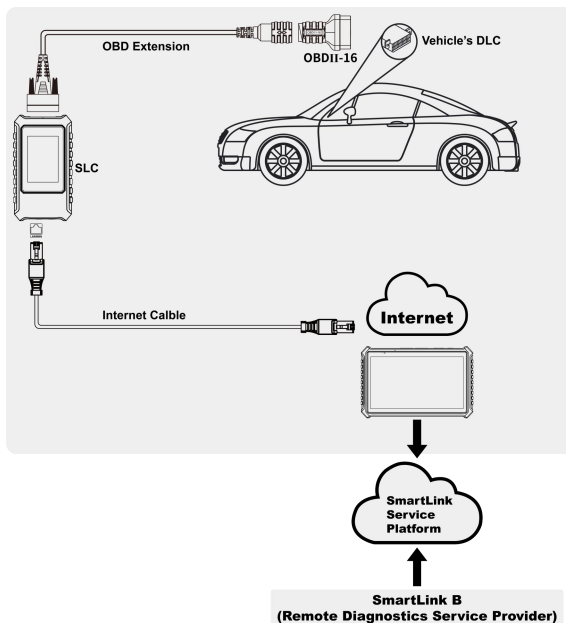 OBD Extension
OBDII-16
Vehicle's DLC
SLC
Internet Calble
Internet
SmartLink
Service
Platform
SmartLink B
(Remote Diagnostics Service Provider)